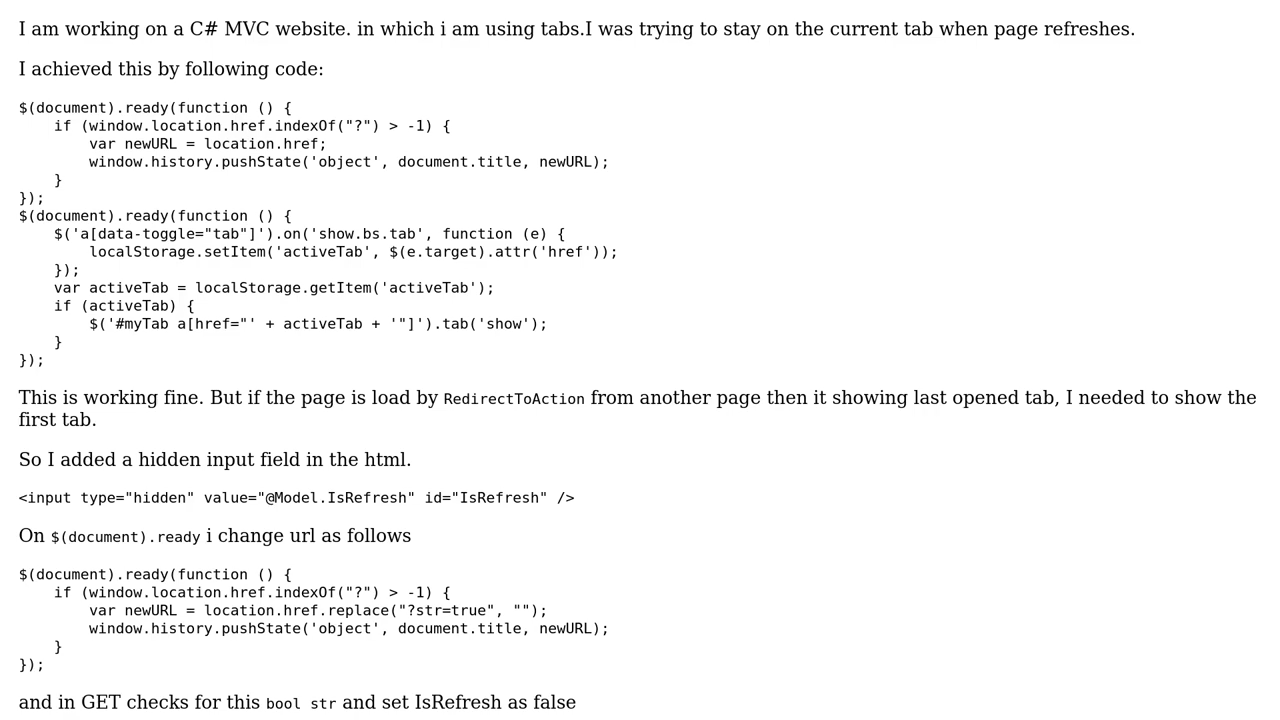 I am working on a C# MVC website. in which i am using tabs.I was trying to stay on the current tab when page refreshes.
I achieved this by following code:
$(document).ready(function () {
    if (window.location.href.indexOf("?") > -1) {
        var newURL = location.href;
        window.history.pushState('object', document.title, newURL);
    }
});
$(document).ready(function () {
    $('a[data-toggle="tab"]').on('show.bs.tab', function (e) {
        localStorage.setItem('activeTab', $(e.target).attr('href'));
    });
    var activeTab = localStorage.getItem('activeTab');
    if (activeTab) {
        $('#myTab a[href="' + activeTab + '"]').tab('show');
    }
});
This is working fine. But if the page is load by RedirectToAction from another page then it showing last opened tab, I needed to show the
first tab.
So I added a hidden input field in the html.
<input type="hidden" value="@Model.IsRefresh" id="IsRefresh" />
On $(document).ready i change url as follows
$(document).ready(function () {
    if (window.location.href.indexOf("?") > -1) {
        var newURL = location.href.replace("?str=true", "");
        window.history.pushState('object', document.title, newURL);
    }
});
and in GET checks for this bool str and set IsRefresh as false